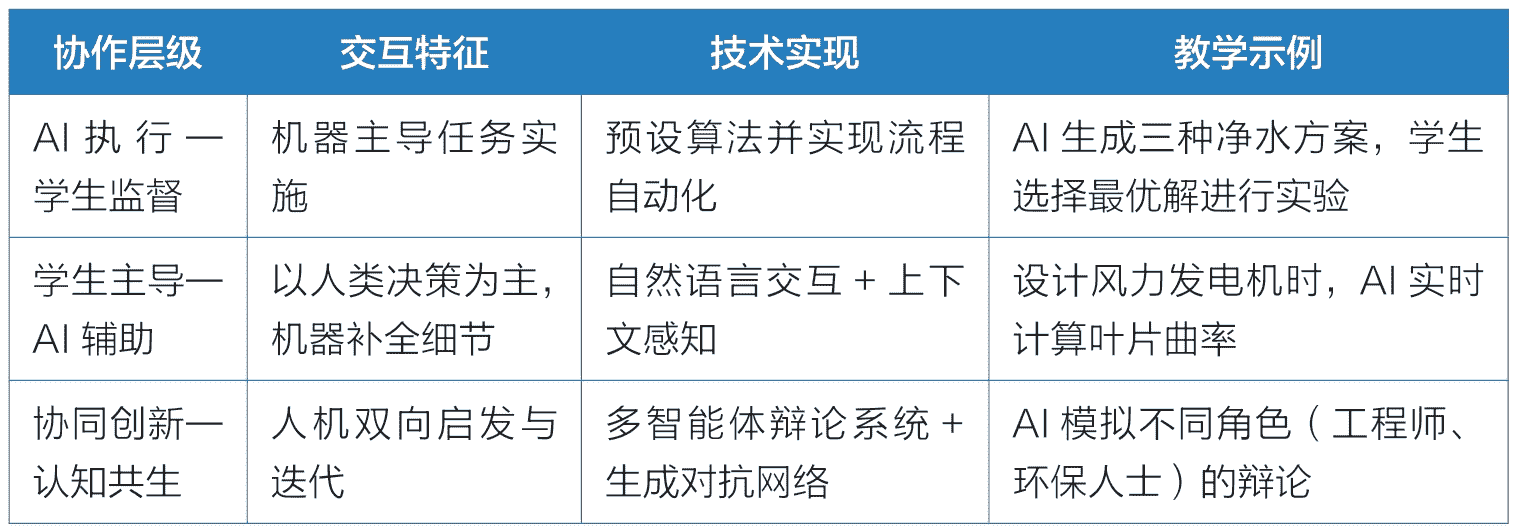 协作层级 交互特征 技术实现 教学示例
AI 执行—
学生监督
机器主导任务实
施
预设算法并实现流程
自动化
AI 生成三种净水方案，学生
选择最优解进行实验
学生主导—
AI 辅助
以人类决策为主，
机器补全细节
自然语言交互 + 上下
文感知
设计风力发电机时，AI 实时
计算叶片曲率
协同创新—
认知共生
人机双向启发与
迭代
多智能体辩论系统 +
生成对抗网络
AI 模拟不同角色（工程师、
环保人士）的辩论